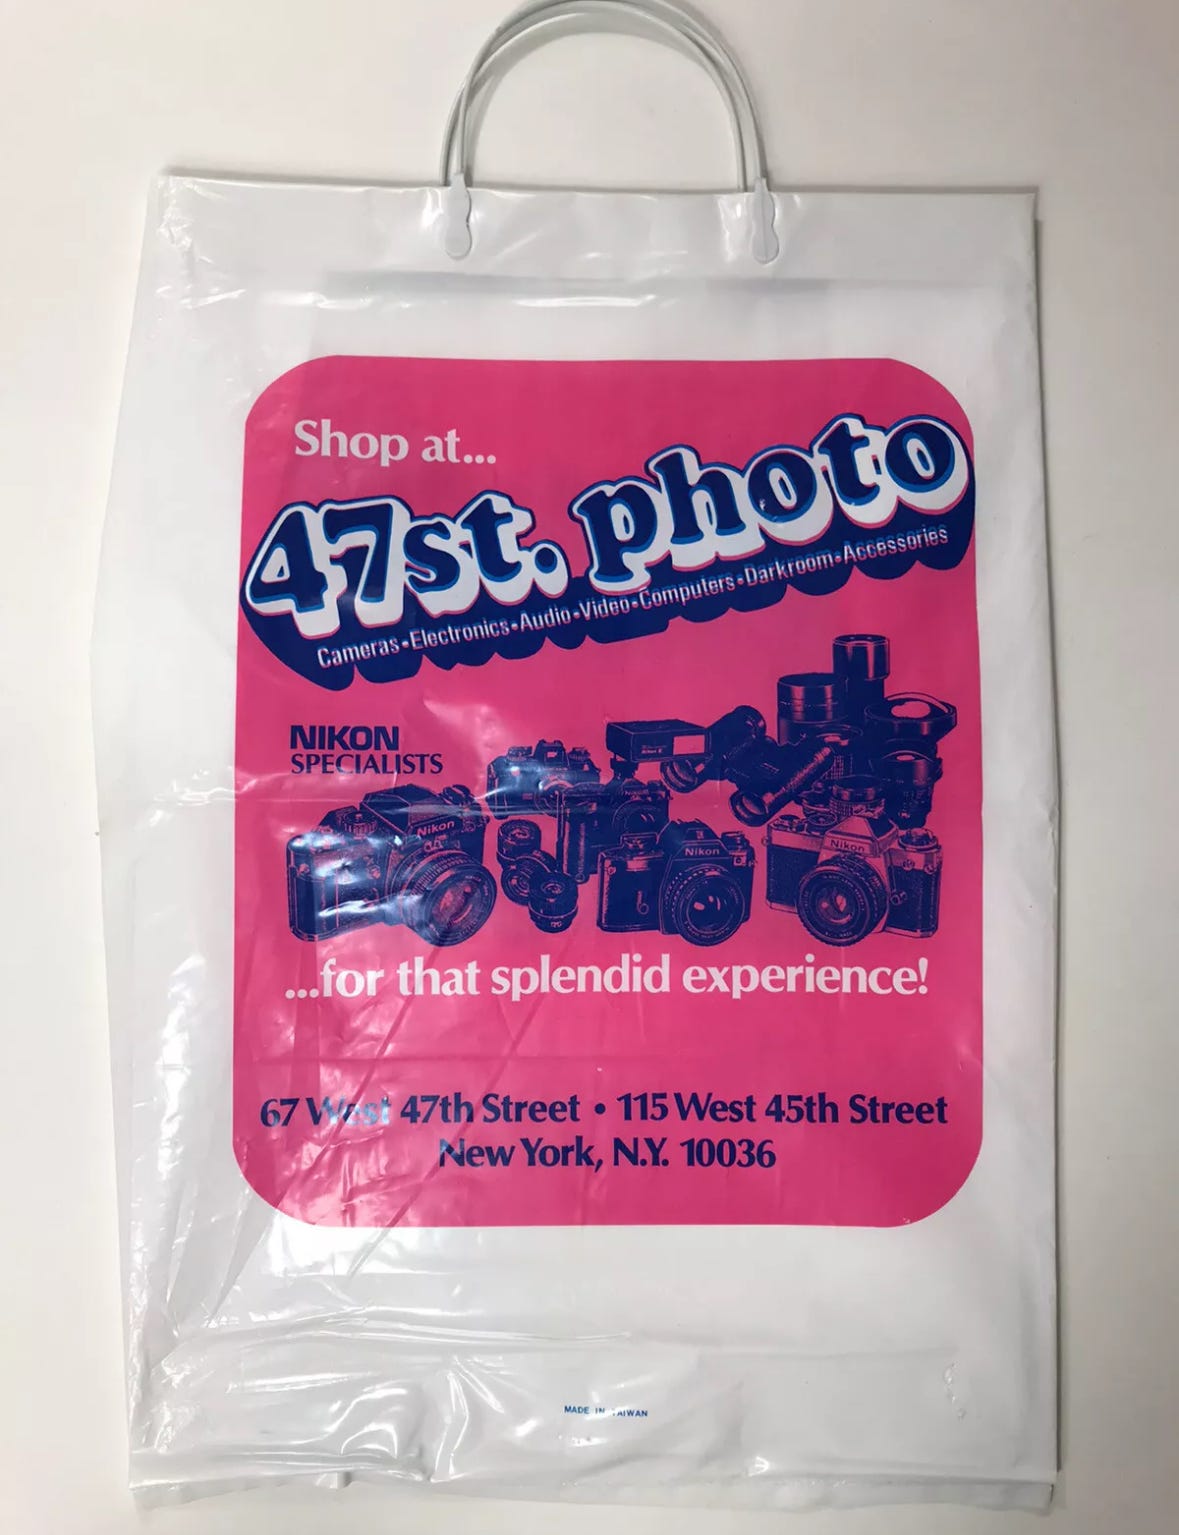 Shop at...
47st. photo
Cameras•Electronics•Audio•Video•Computers•Darkroom•Accessories
NIKON
SPECIALISTS
Nikon
Nikon
Nikon
...for that splendid experience!
67 West 47th Street • 115 West 45th Street
New York, N.Y. 10036
MADE IN TAIWAN